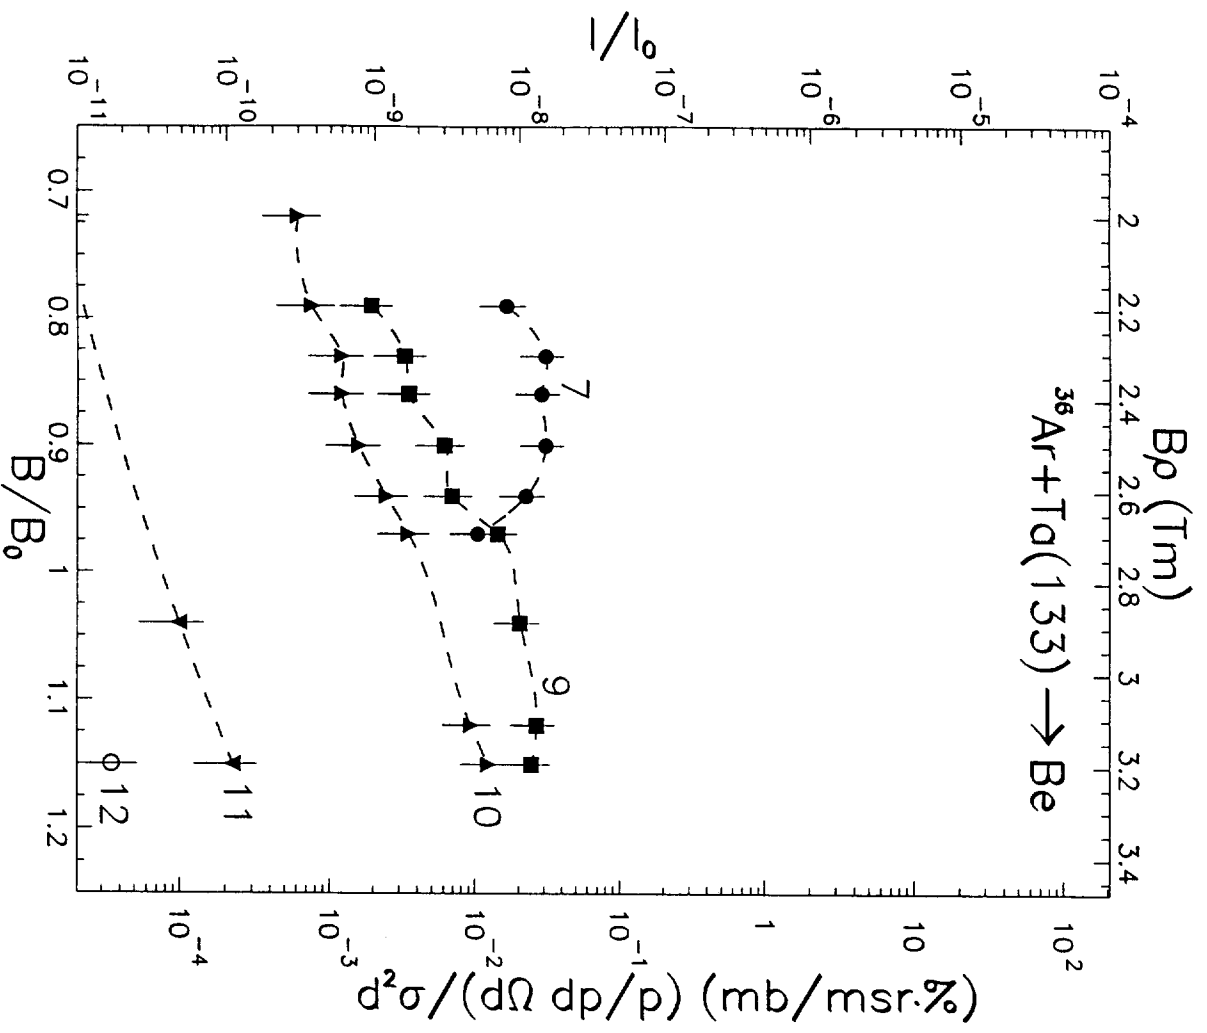 Bρ (Tm)
2 2.2 2.4 2.6 2.8 3 3.2 3.4
³⁶Ar+Ta(133) → Be
I/I₀
10⁻⁴
10⁻⁵
10⁻⁶
10⁻⁷
10⁻⁸
10⁻⁹
10⁻¹⁰
10⁻¹¹
7
9
10
11
12
10²
10
1
10⁻¹
10⁻²
10⁻³
10⁻⁴
d²σ/(dΩ dp/p) (mb/msr.%)
0.7 0.8 0.9 1 1.1 1.2
B/B₀